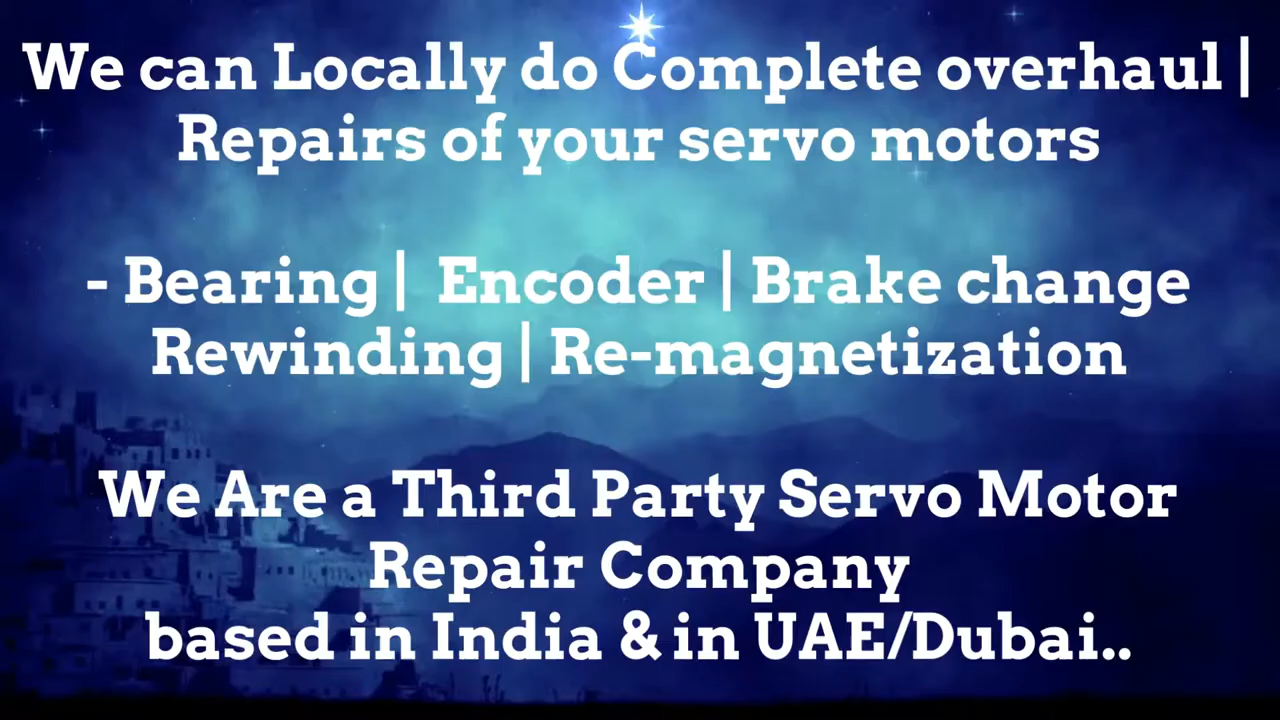 We can Locally do Complete overhaul |
Repairs of your servo motors
- Bearing | Encoder | Brake change
Rewinding | Re-magnetization
We Are a Third Party Servo Motor
Repair Company
based in India & in UAE/Dubai..